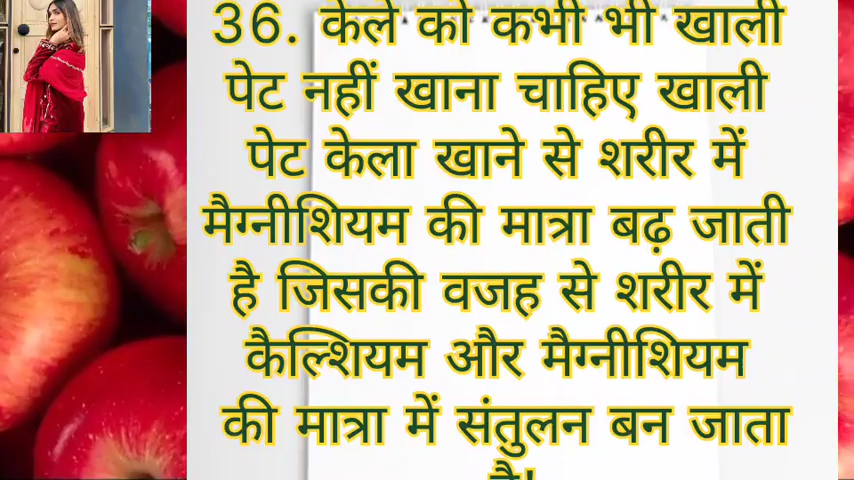 36. केले को कभी भी खाली
पेट नहीं खाना चाहिए खाली
पेट केला खाने से शरीर में
मैग्नीशियम की मात्रा बढ़ जाती
है जिसकी वजह से शरीर में
कैल्शियम और मैग्नीशियम
की मात्रा में संतुलन बन जाता
है!